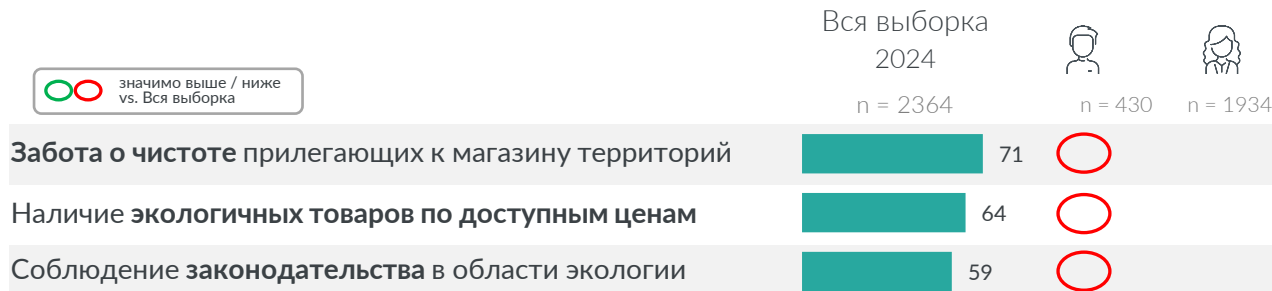 Вся выборка
2024
значимо выше / ниже
vs. Вся выборка
n = 2364
n = 430
n = 1934
Забота о чистоте прилегающих к магазину территорий
71
Наличие экологичных товаров по доступным ценам
64
Соблюдение законодательства в области экологии
59